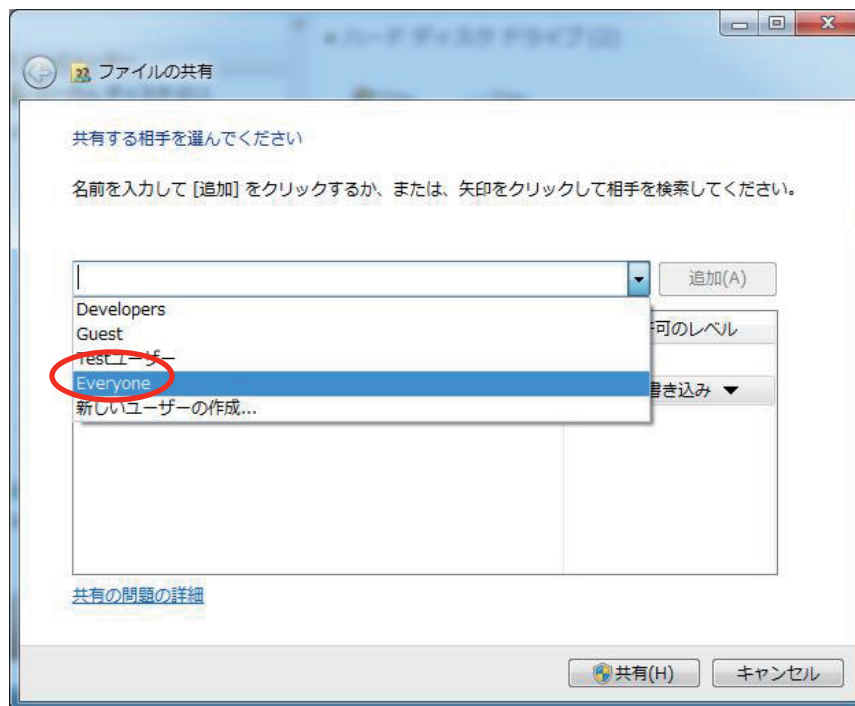 ファイルの共有
共有する相手を選んでください
名前を入力して [追加] をクリックするか、または、矢印をクリックして相手を検索してください。
追加(A)
Developers
Guest
可のレベル
Testユーザー
Everyone
書き込み
新しいユーザーの作成...
共有の問題の詳細
共有(H)
キャンセル